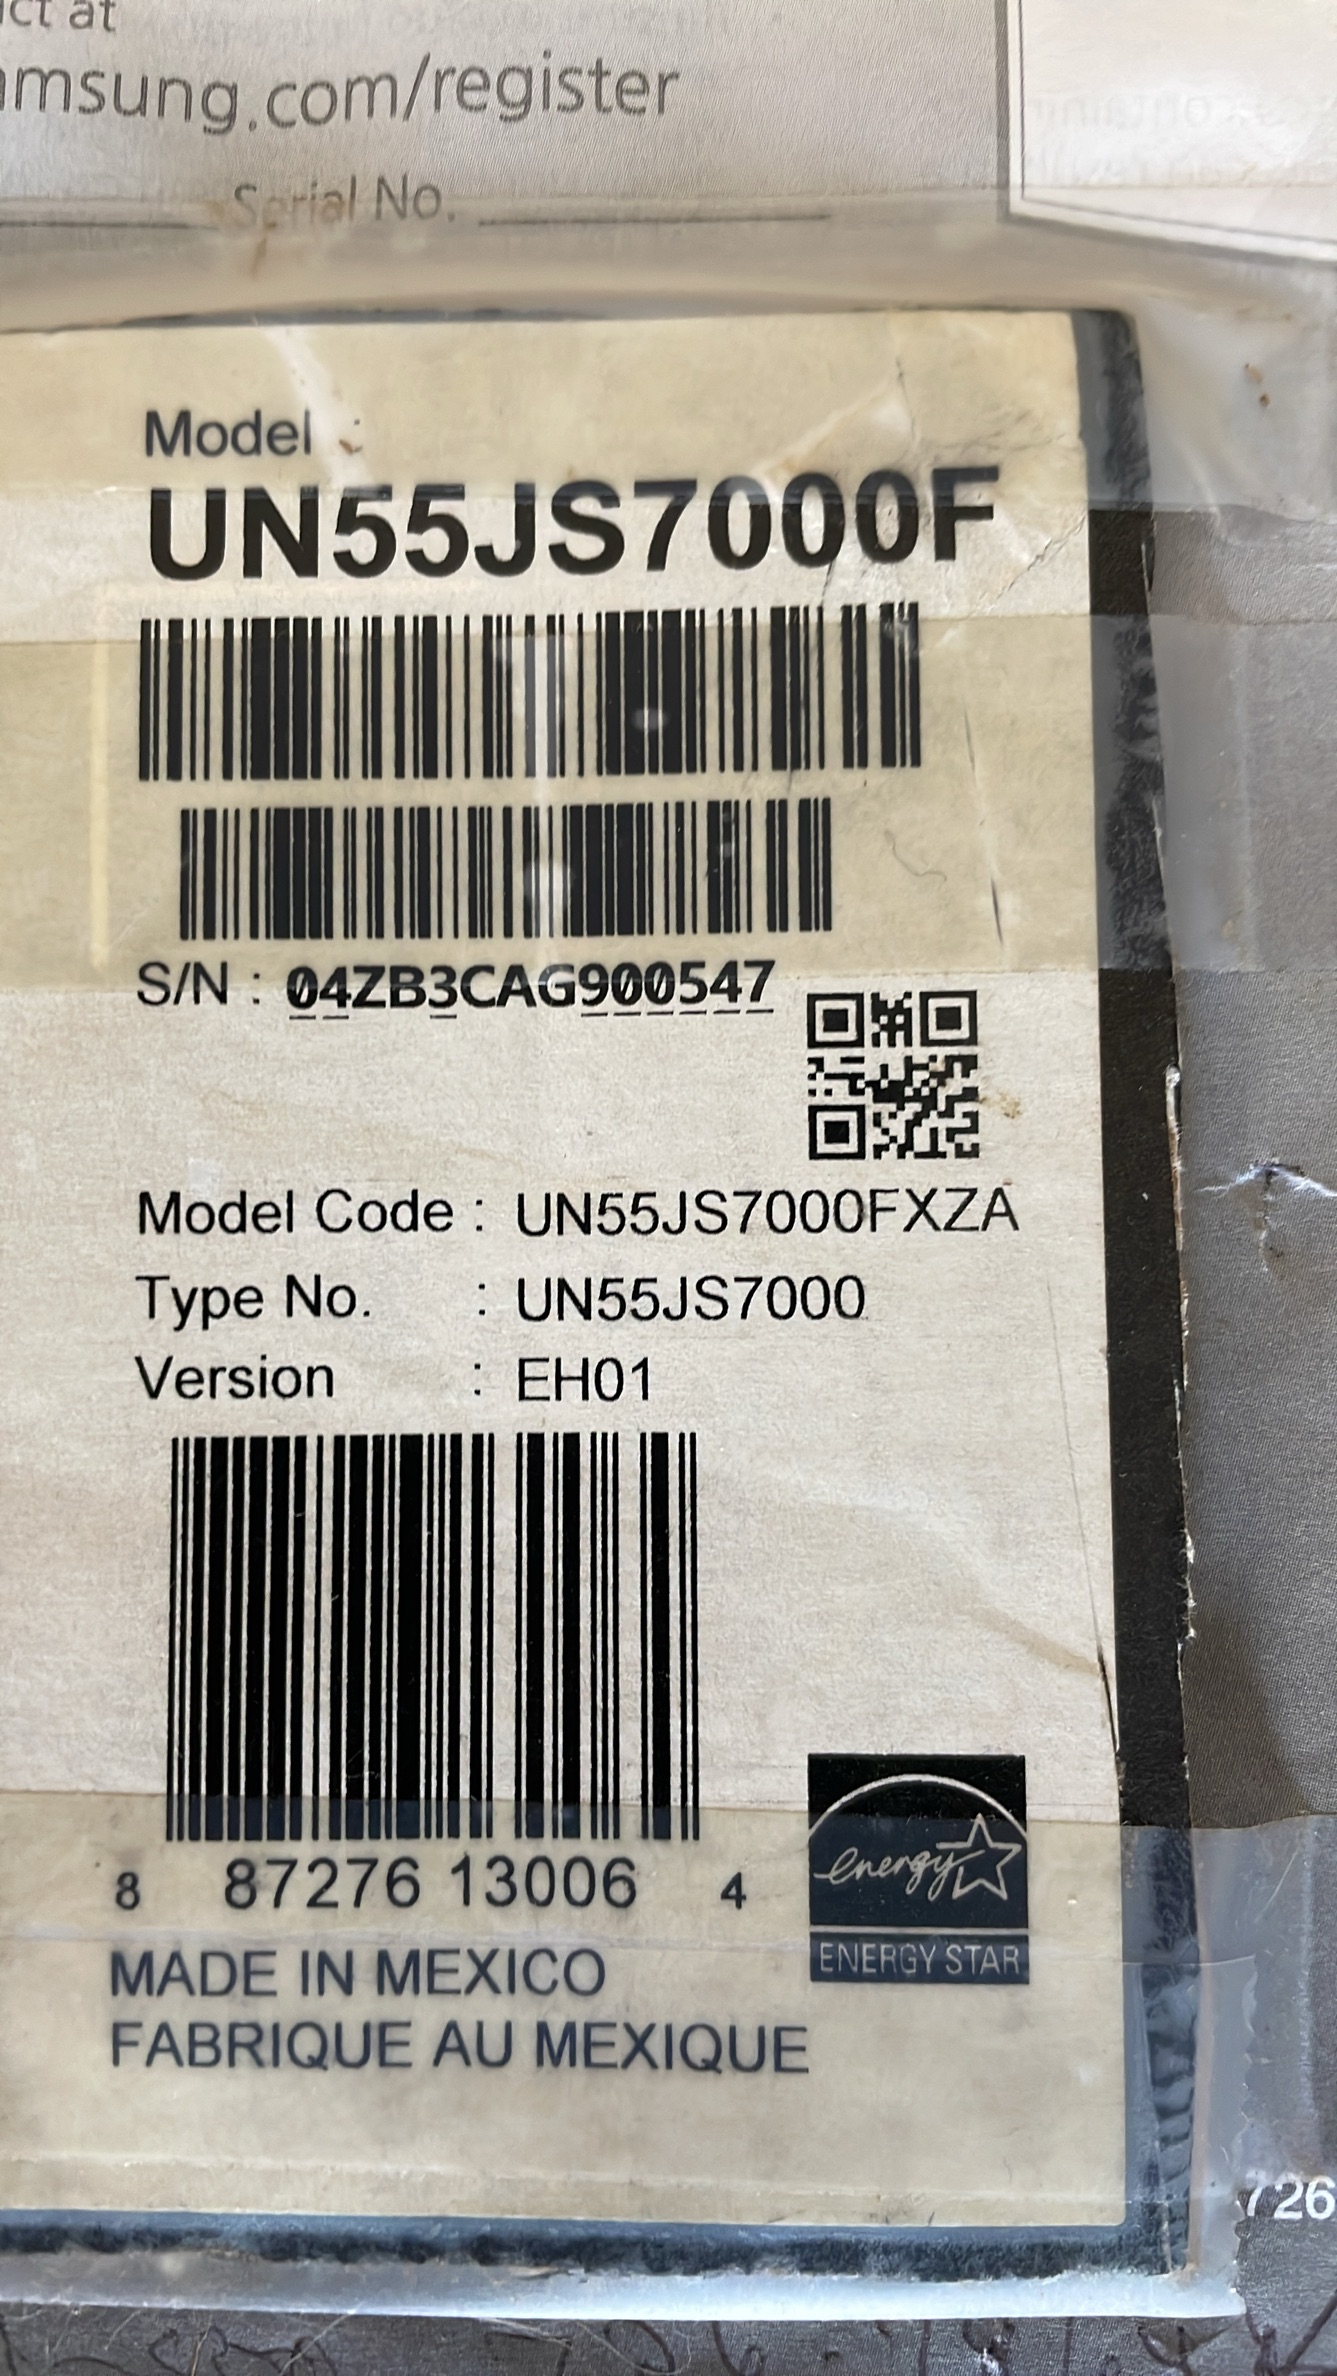 ct at
amsung.com/register
Serial No.
Model :
UN55JS7000F
S/N : 04ZB3CAG900547
Model Code : UN55JS7000FXZA
Type No. : UN55JS7000
Version : EH01
8 87276 13006 4
energy
ENERGY STAR
MADE IN MEXICO
FABRIQUE AU MEXIQUE
726